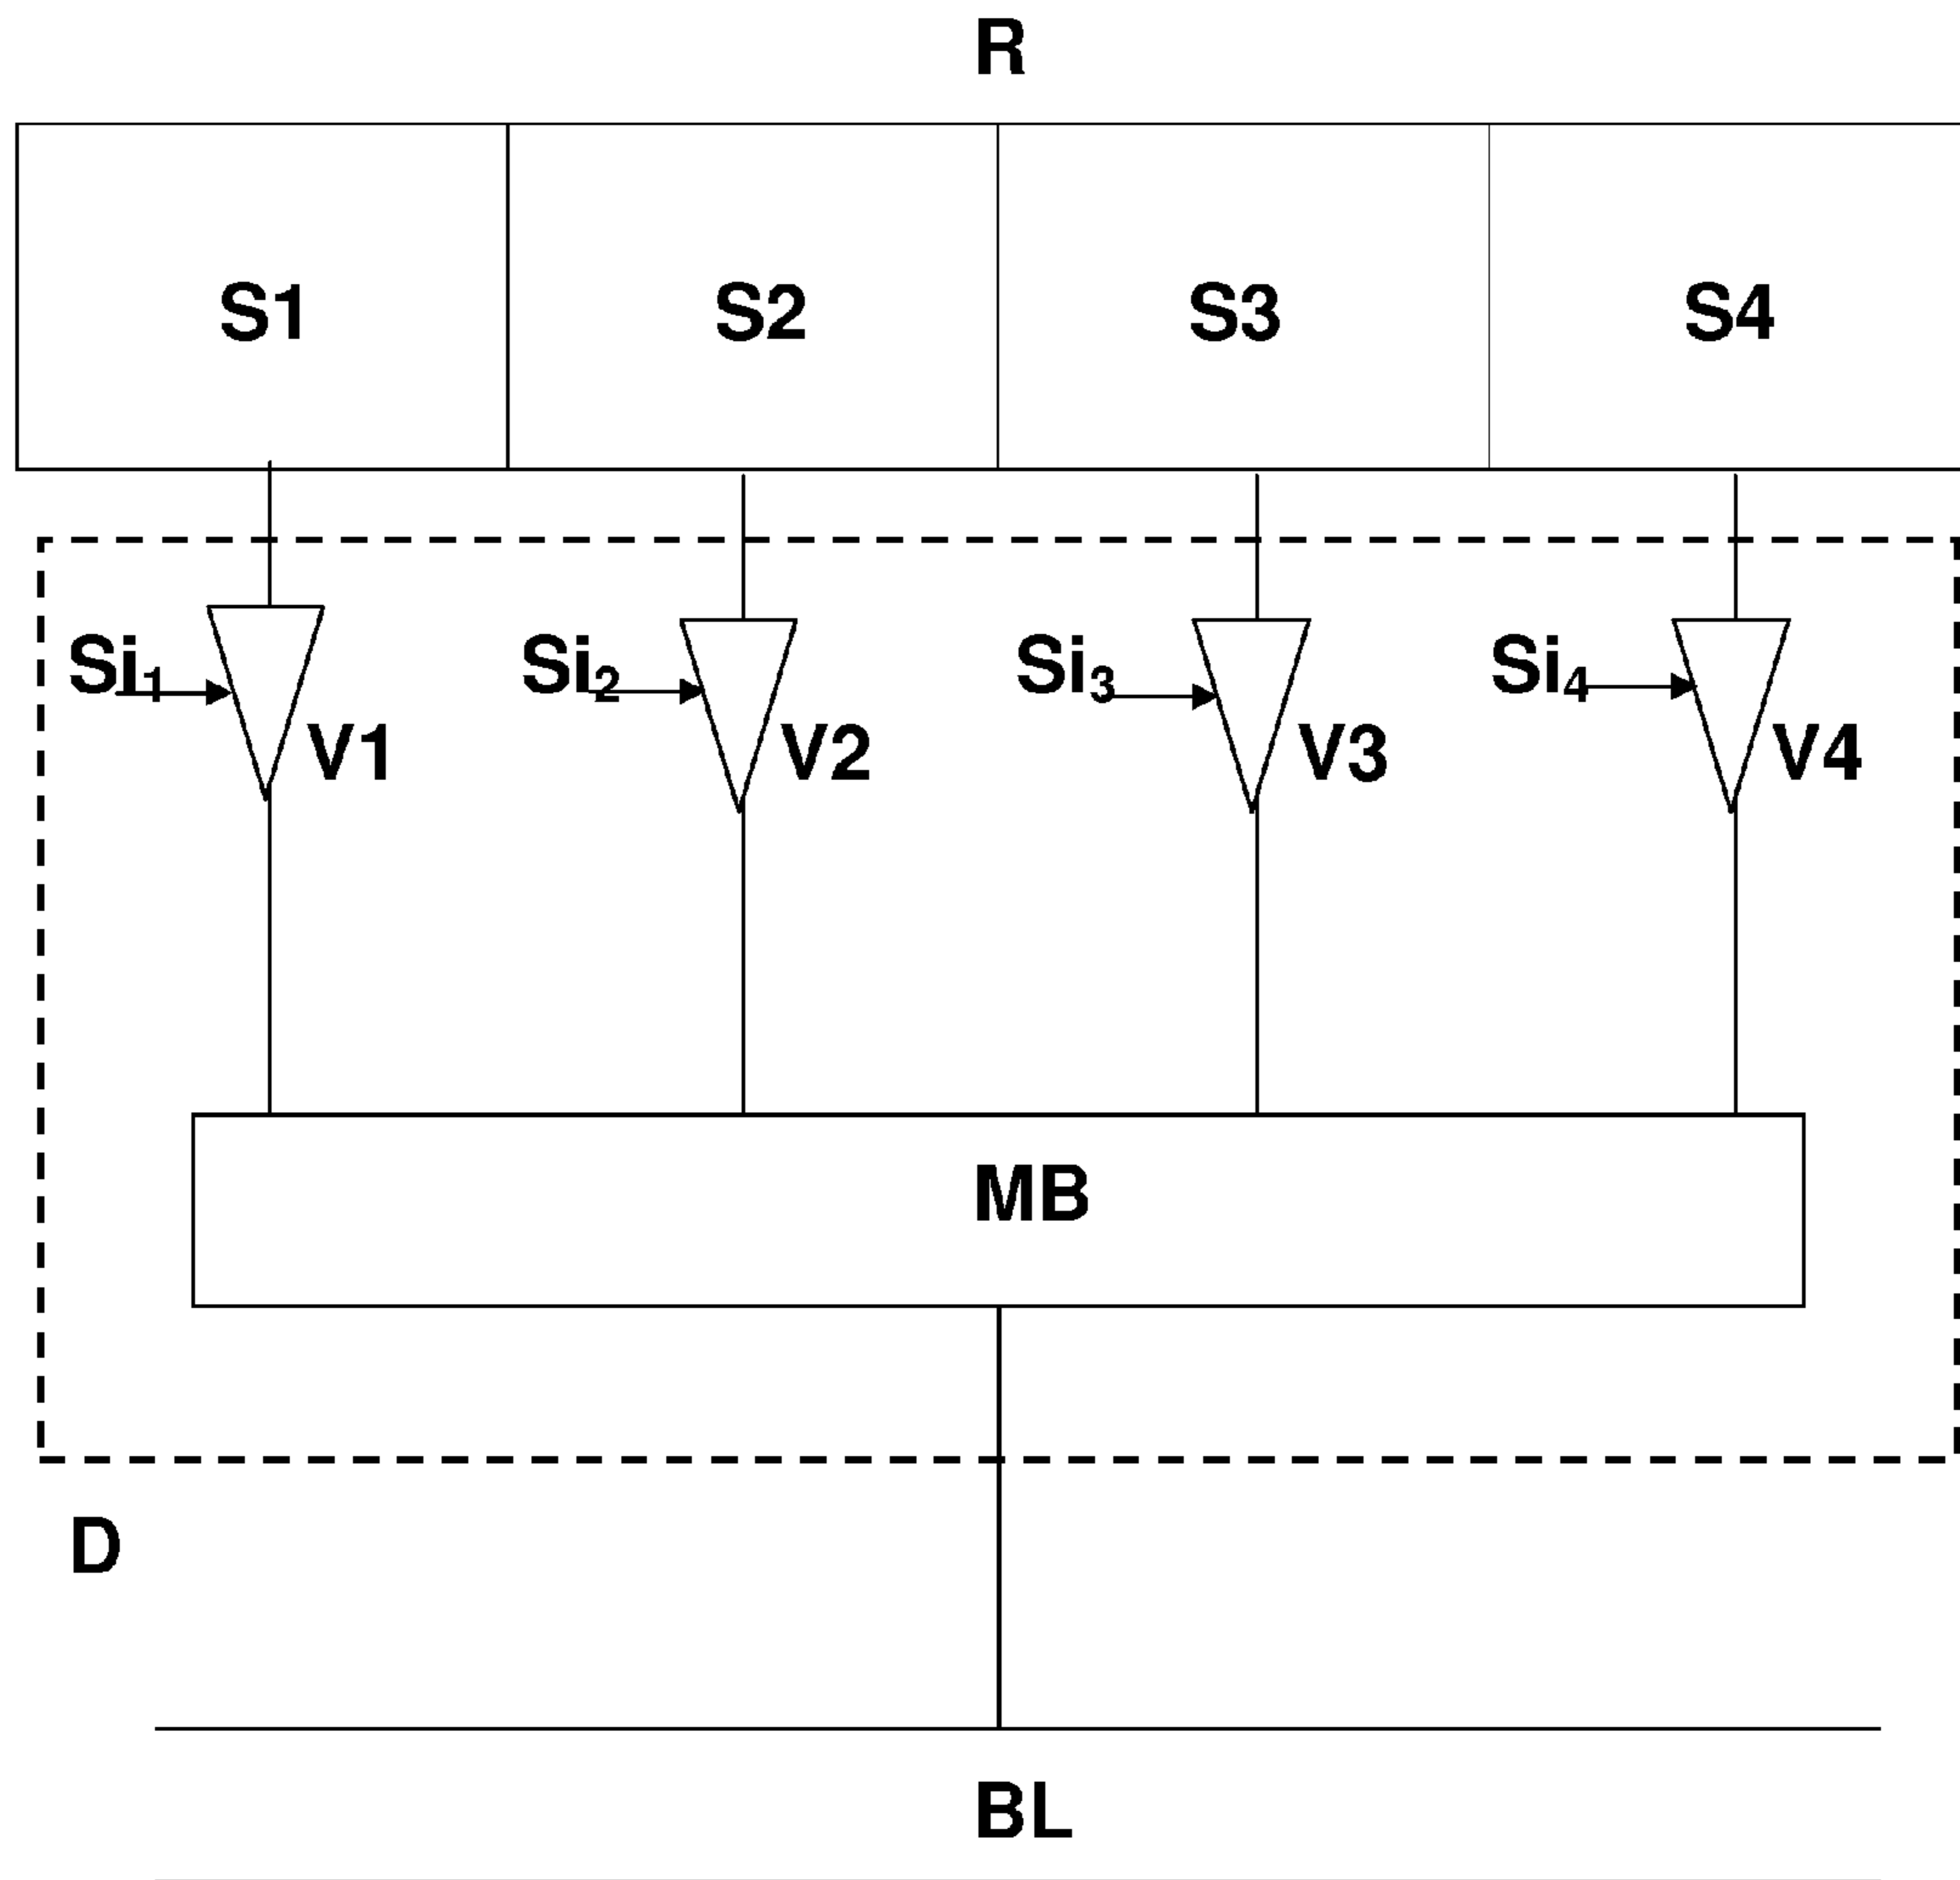 R
S1 S2 S3 S4
Si₁ Si₂ Si₃ Si₄
V1 V2 V3 V4
MB
D
BL